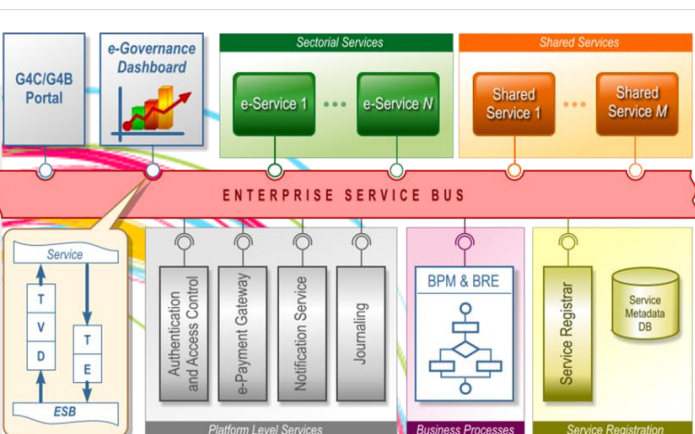 G4C/G4B
Portal
e-Governance
Dashboard
Sectorial Services
e-Service 1
e-Service N
Shared Services
Shared
Service 1
Shared
Service M
ENTERPRISE SERVICE BUS
Service
T
V
D
T
E
ESB
Authentication
and Access Control
e-Payment Gateway
Notification Service
Journaling
Platform Level Services
BPM & BRE
Business Processes
Service Registrar
Service
Metadata
DB
Service Registration